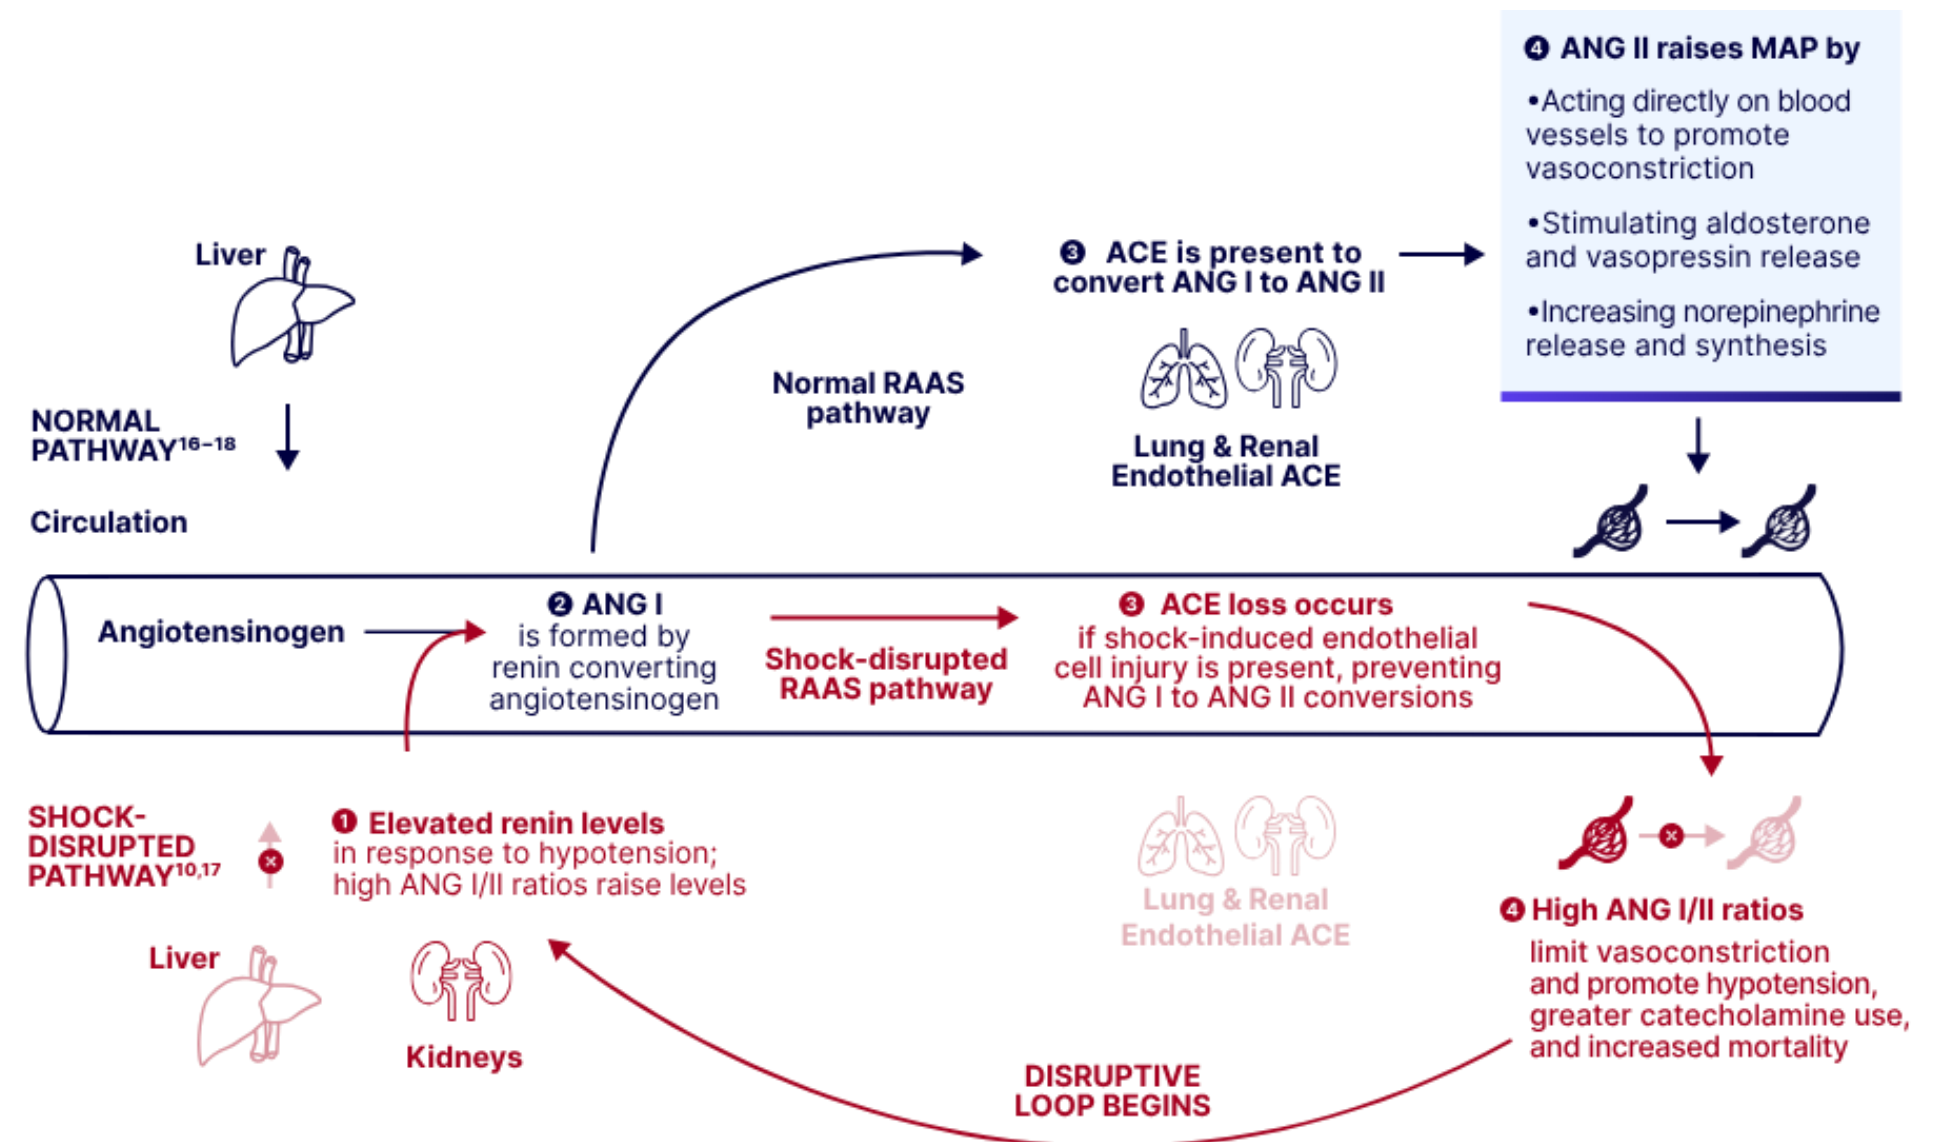 ❹ ANG II raises MAP by
•Acting directly on blood
vessels to promote
vasoconstriction
•Stimulating aldosterone
and vasopressin release
•Increasing norepinephrine
release and synthesis
Liver
❸ ACE is present to
convert ANG I to ANG II
Normal RAAS
pathway
NORMAL
PATHWAY¹⁶⁻¹⁸
Lung & Renal
Endothelial ACE
Circulation
Angiotensinogen
❷ ANG I
is formed by
renin converting
angiotensinogen
Shock-disrupted
RAAS pathway
❸ ACE loss occurs
if shock-induced endothelial
cell injury is present, preventing
ANG I to ANG II conversions
SHOCK-
DISRUPTED
PATHWAY¹⁰,¹⁷
❶ Elevated renin levels
in response to hypotension;
high ANG I/II ratios raise levels
Liver
Kidneys
Lung & Renal
Endothelial ACE
❹ High ANG I/II ratios
limit vasoconstriction
and promote hypotension,
greater catecholamine use,
and increased mortality
DISRUPTIVE
LOOP BEGINS